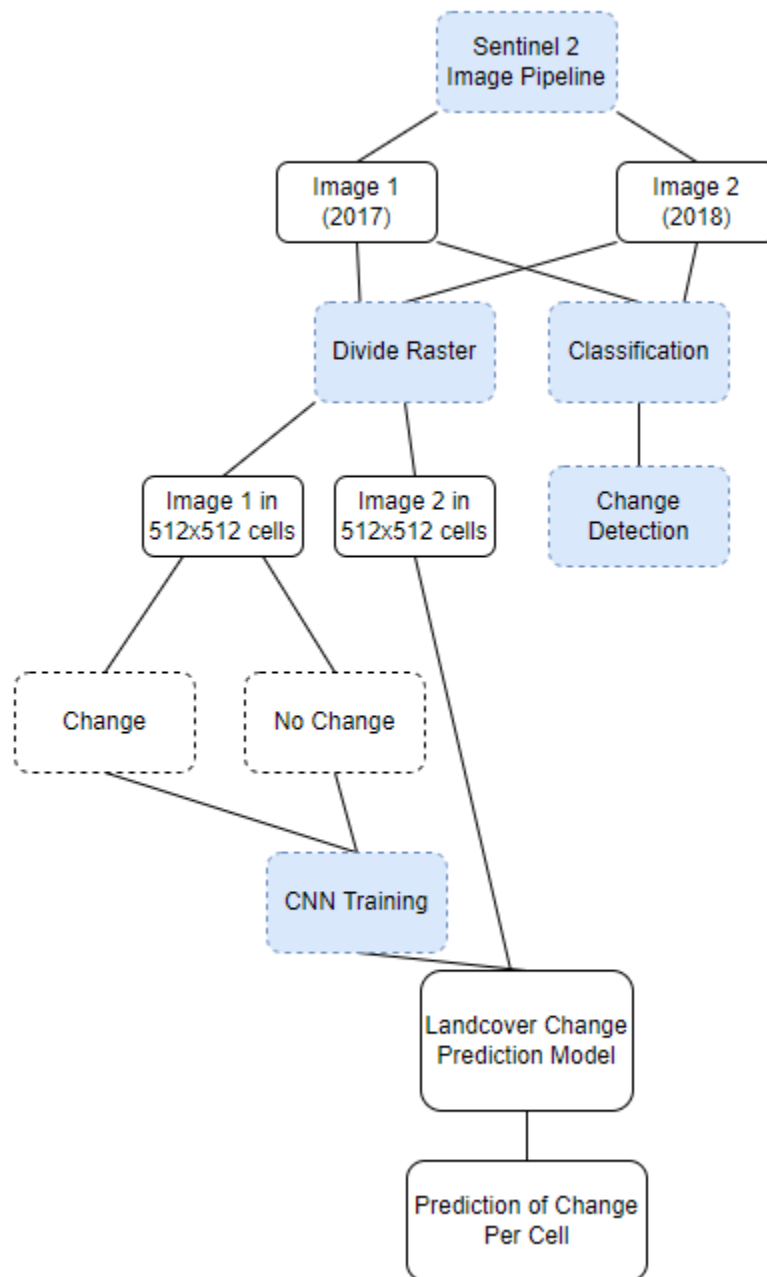 Sentinel 2
Image Pipeline
Image 1
(2017)
Image 2
(2018)
Divide Raster
Classification
Image 1 in
512x512 cells
Image 2 in
512x512 cells
Change
Detection
Change
No Change
CNN Training
Landcover Change
Prediction Model
Prediction of Change
Per Cell